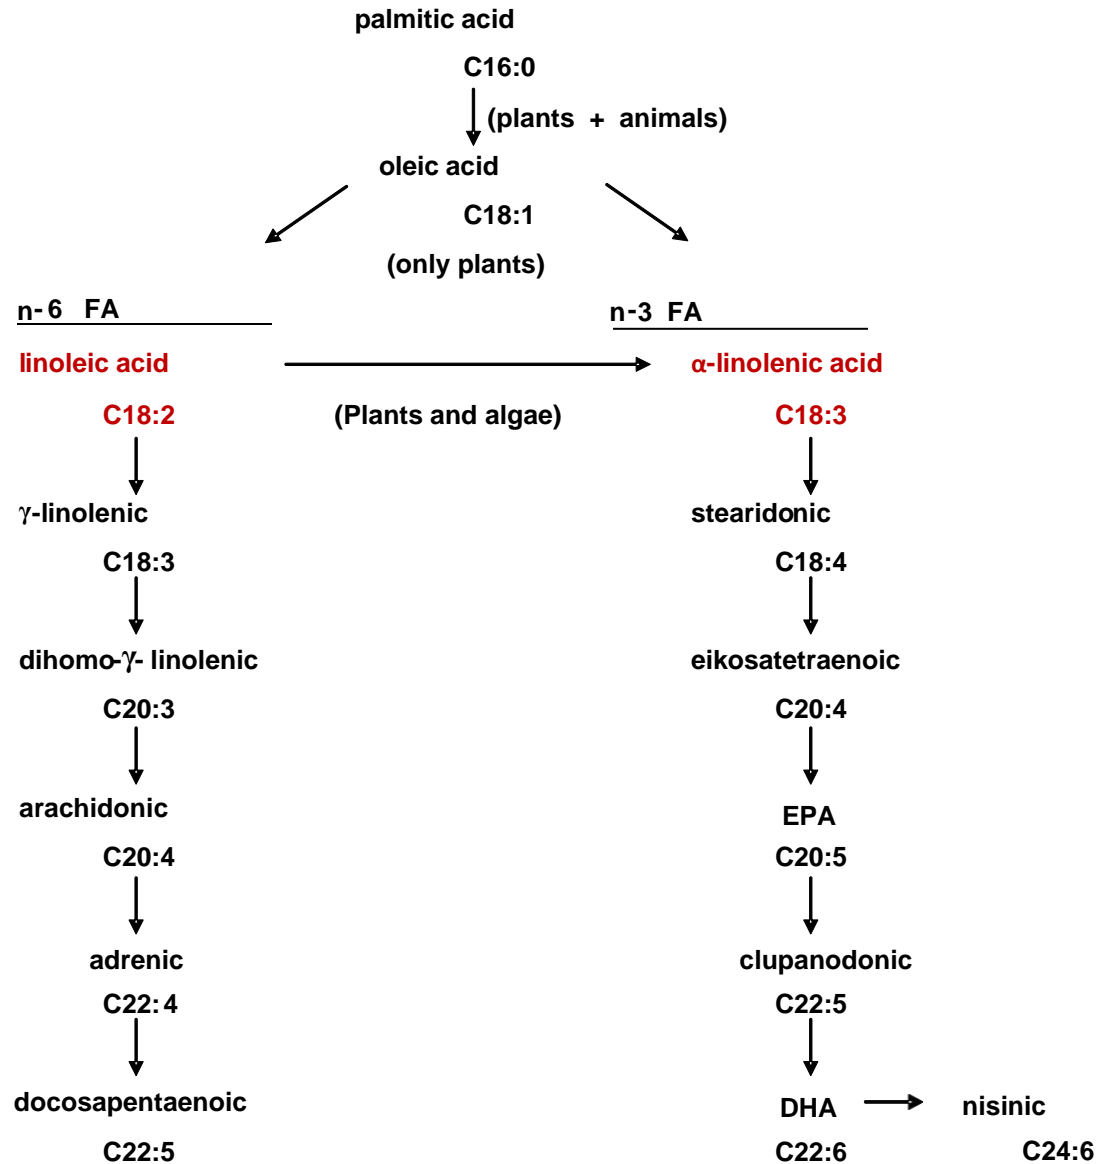 palmitic acid
C16:0
(plants + animals)
oleic acid
C18:1
(only plants)
n-6 FA
n-3 FA
linoleic acid
α-linolenic acid
C18:2
(Plants and algae)
C18:3
γ-linolenic
stearidonic
C18:3
C18:4
dihomo-γ- linolenic
eikosatetraenoic
C20:3
C20:4
arachidonic
EPA
C20:4
C20:5
adrenic
clupanodonic
C22:4
C22:5
docosapentaenoic
DHA
nisinic
C22:5
C22:6
C24:6